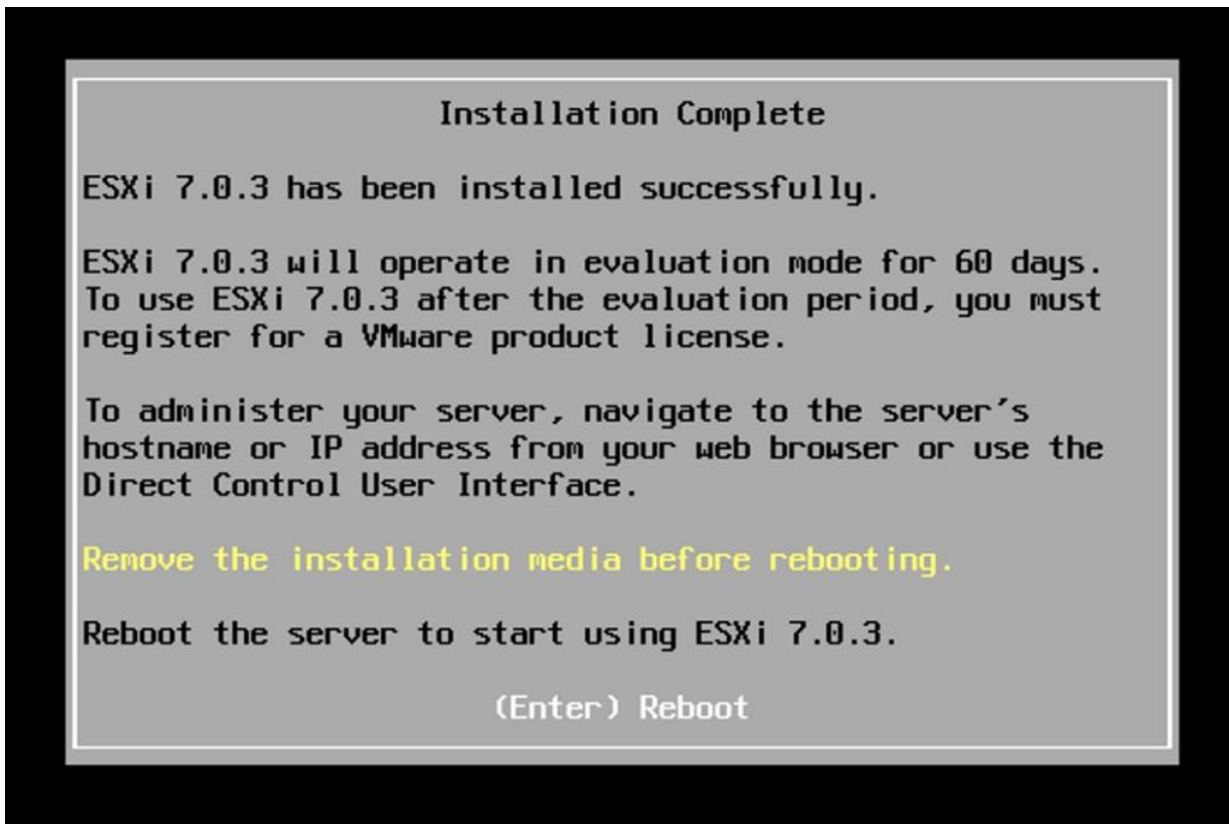 Installation Complete
ESXi 7.0.3 has been installed successfully.
ESXi 7.0.3 will operate in evaluation mode for 60 days.
To use ESXi 7.0.3 after the evaluation period, you must
register for a VMware product license.
To administer your server, navigate to the server's
hostname or IP address from your web browser or use the
Direct Control User Interface.
Remove the installation media before rebooting.
Reboot the server to start using ESXi 7.0.3.
(Enter) Reboot